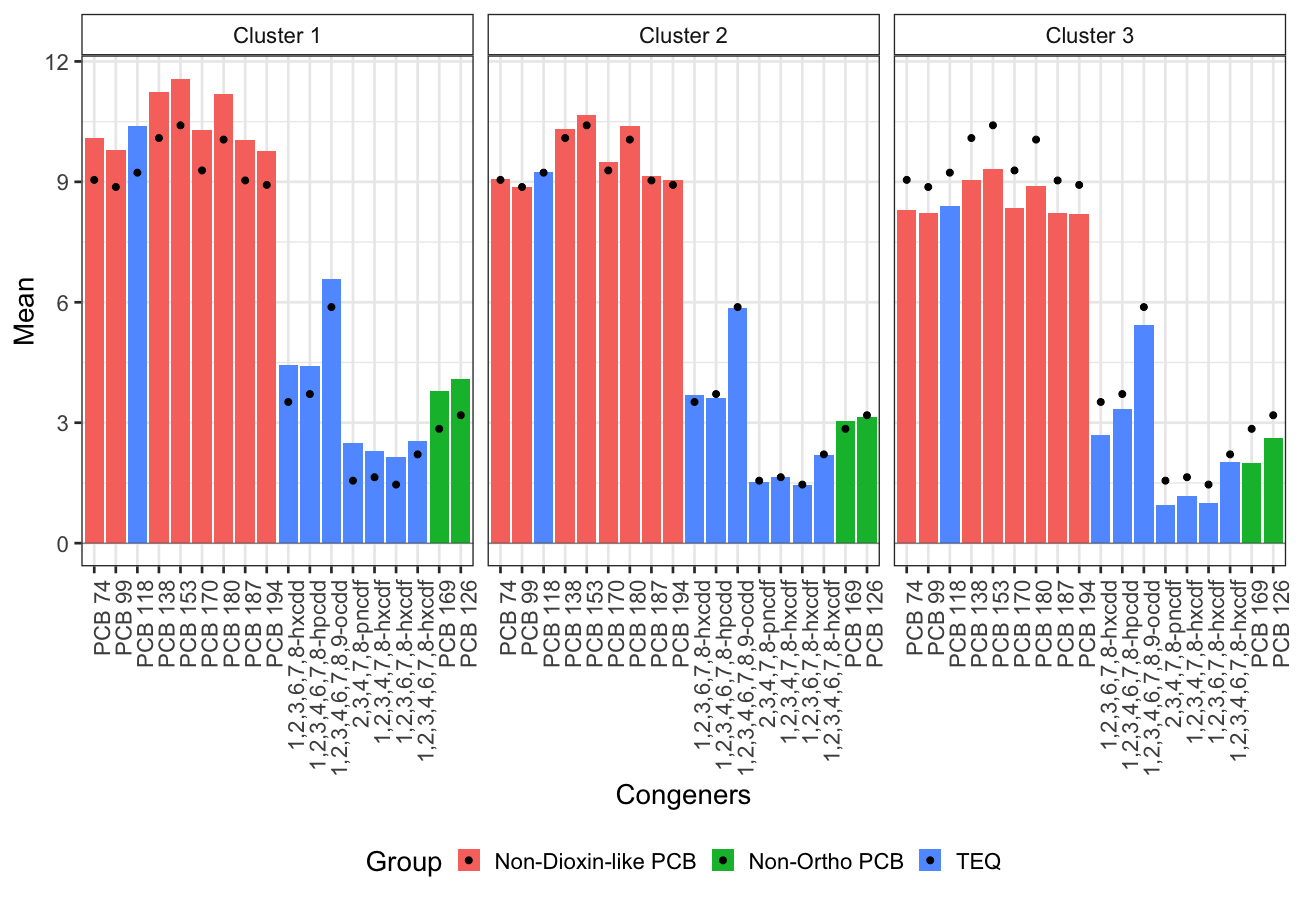 Cluster 1
Cluster 2
Cluster 3
Mean
12
9
6
3
0
PCB 74
PCB 99
PCB 118
PCB 138
PCB 153
PCB 170
PCB 180
PCB 187
PCB 194
1,2,3,6,7,8-hxcdd
1,2,3,4,6,7,8-hpcdd
1,2,3,4,6,7,8,9-ocdd
2,3,4,7,8-pncdf
1,2,3,4,7,8-hxcdf
1,2,3,6,7,8-hxcdf
1,2,3,4,6,7,8-hxcdf
PCB 169
PCB 126
PCB 74
PCB 99
PCB 118
PCB 138
PCB 153
PCB 170
PCB 180
PCB 187
PCB 194
1,2,3,6,7,8-hxcdd
1,2,3,4,6,7,8-hpcdd
1,2,3,4,6,7,8,9-ocdd
2,3,4,7,8-pncdf
1,2,3,4,7,8-hxcdf
1,2,3,6,7,8-hxcdf
1,2,3,4,6,7,8-hxcdf
PCB 169
PCB 126
PCB 74
PCB 99
PCB 118
PCB 138
PCB 153
PCB 170
PCB 180
PCB 187
PCB 194
1,2,3,6,7,8-hxcdd
1,2,3,4,6,7,8-hpcdd
1,2,3,4,6,7,8,9-ocdd
2,3,4,7,8-pncdf
1,2,3,4,7,8-hxcdf
1,2,3,6,7,8-hxcdf
1,2,3,4,6,7,8-hxcdf
PCB 169
PCB 126
Congeners
Group Non-Dioxin-like PCB Non-Ortho PCB TEQ